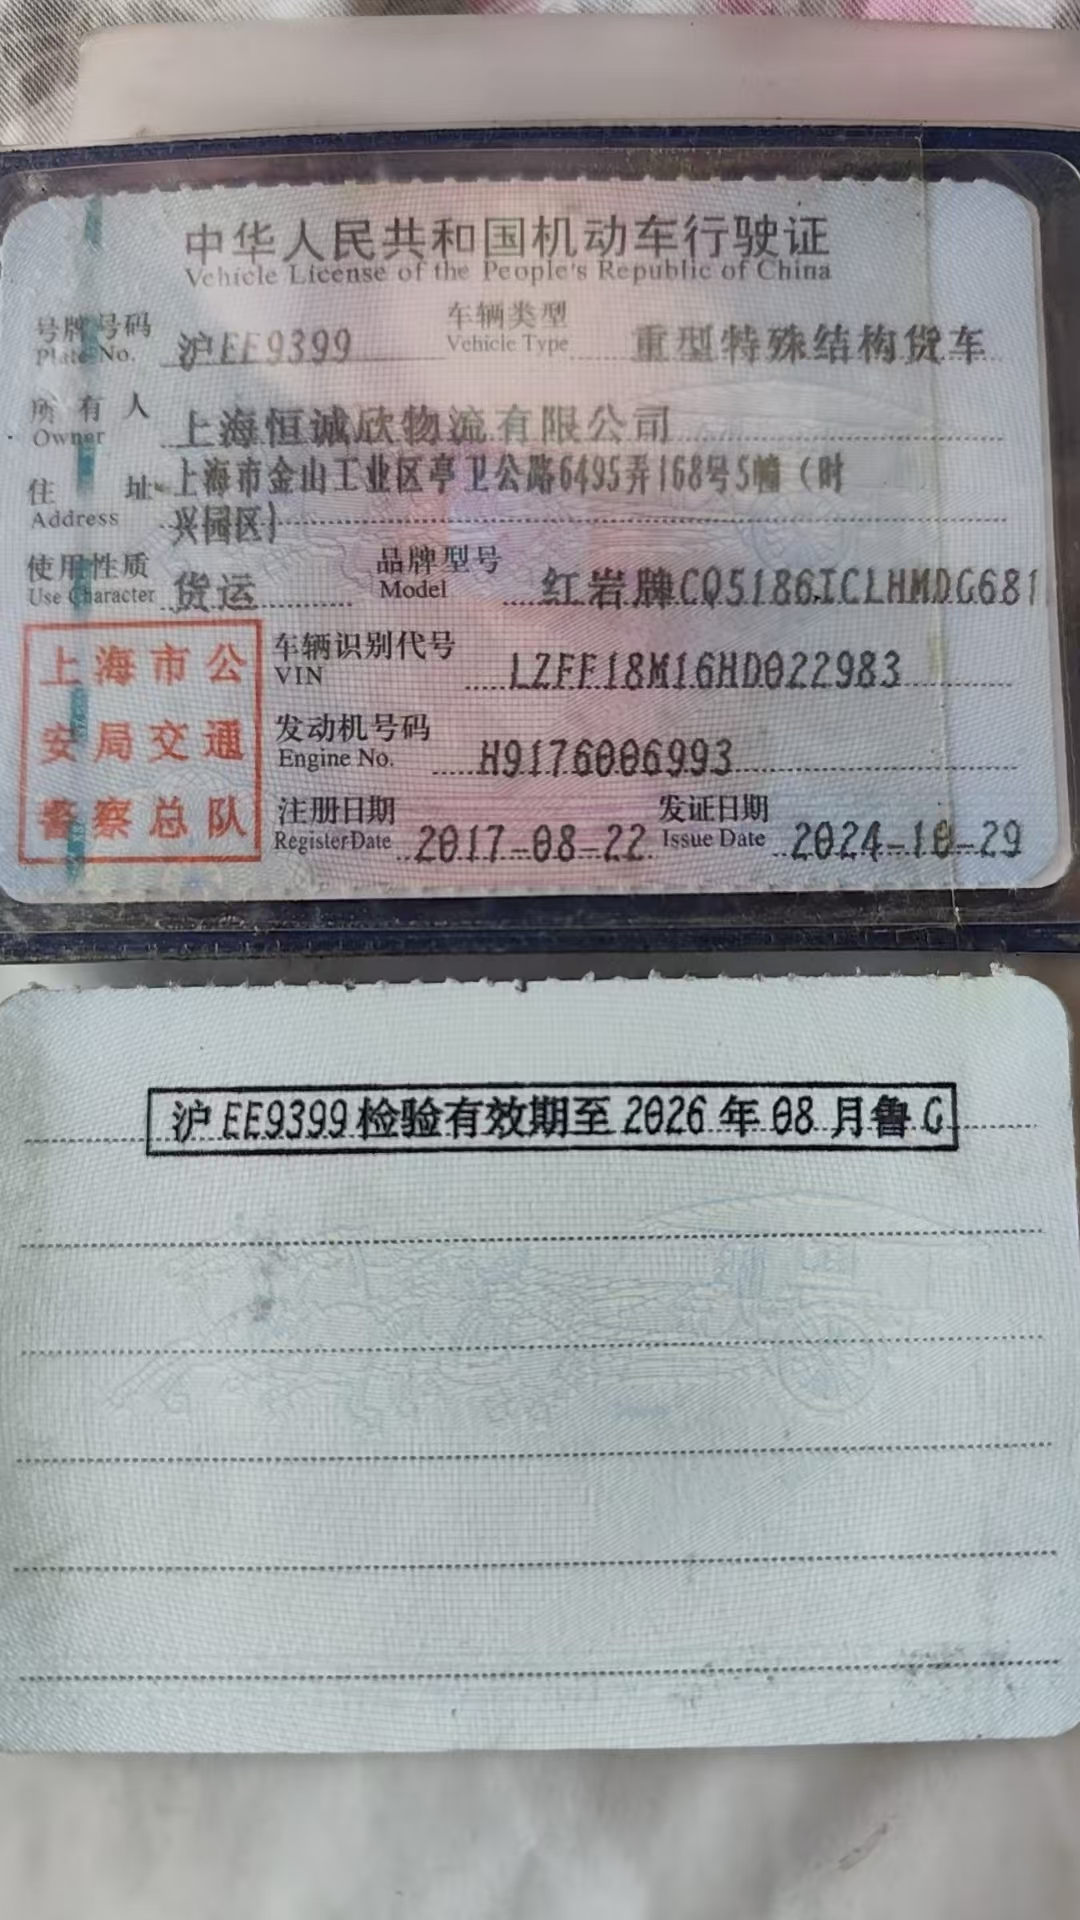 中华人民共和国机动车行驶证
Vehicle License of the People's Republic of China
号牌号码 沪EE9399 车辆类型 重型特殊结构货车
Plate No. Vehicle Type
所有人 上海恒诚欣物流有限公司
Owner
住址 上海市金山工业区亭卫公路6495弄168号5幢（时
Address 兴园区）
使用性质 货运 品牌型号 红岩牌CQ5186ICLHMDG681
Use Character Model
上海市公
安局交通
警察总队
车辆识别代号 LZFF18M16HD022983
VIN
发动机号码 H9176006993
Engine No.
注册日期 2017-08-22 发证日期 2024-10-29
Register Date Issue Date
沪EE9399检验有效期至2026年08月鲁G